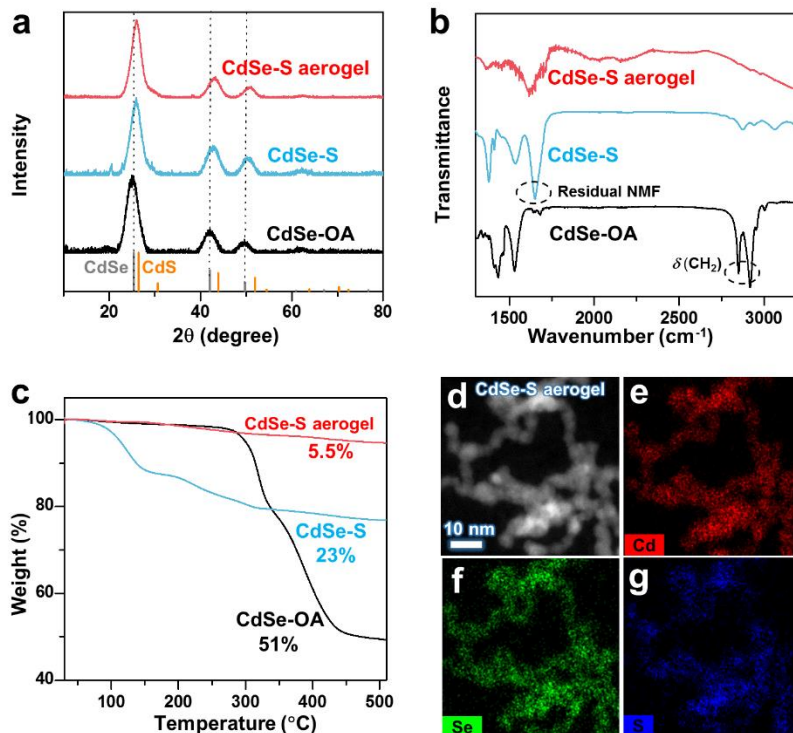 a
Intensity
CdSe-S aerogel
CdSe-S
CdSe-OA
CdSe
CdS
10 20 40 60 80
2θ (degree)
b
Transmittance
CdSe-S aerogel
CdSe-S
Residual NMF
CdSe-OA
δ(CH₂)
1500 2250 3000
Wavenumber (cm⁻¹)
c
Weight (%)
100
80
60
40
CdSe-S aerogel
5.5%
CdSe-S
23%
CdSe-OA
51%
100 200 300 400 500
Temperature (°C)
d
CdSe-S aerogel
10 nm
e
Cd
f
Se
g
S